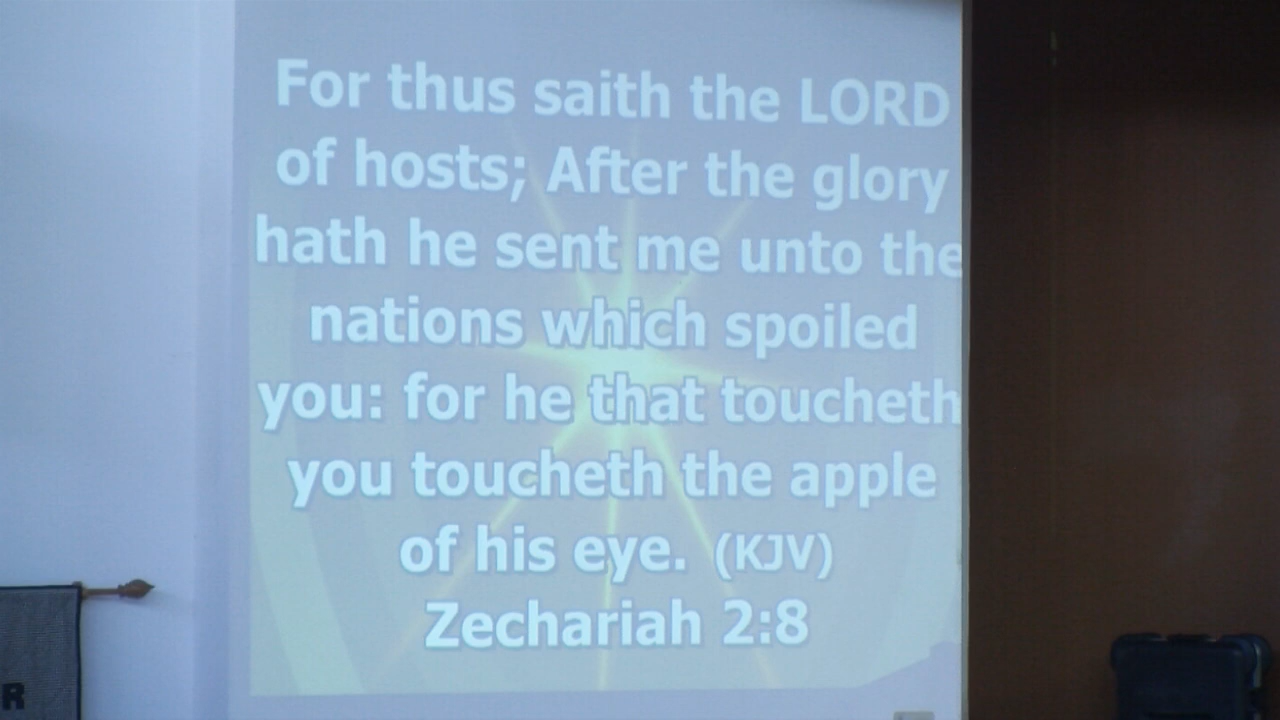 For thus saith the LORD
of hosts; After the glory
hath he sent me unto the
nations which spoiled
you: for he that toucheth
you toucheth the apple
of his eye. (KJV)
Zechariah 2:8
R